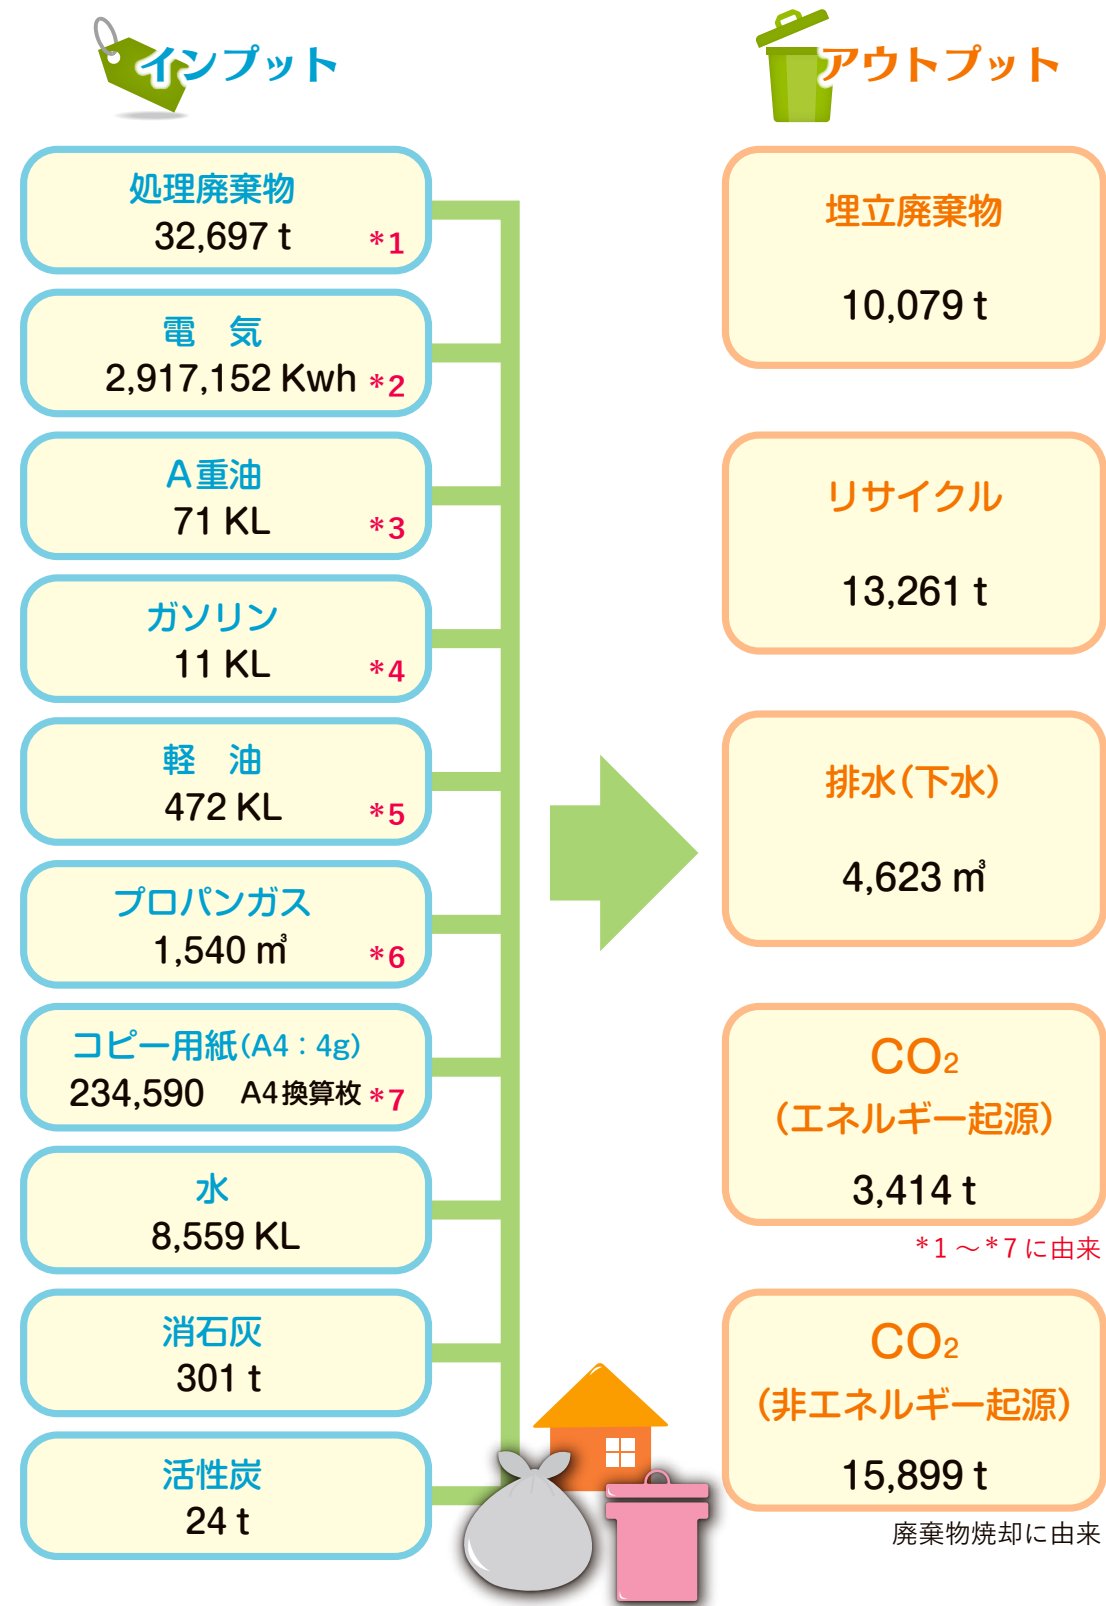 インプット
処理廃棄物
32,697 t *1
電　気
2,917,152 Kwh *2
A重油
71 KL *3
ガソリン
11 KL *4
軽　油
472 KL *5
プロパンガス
1,540 ㎥ *6
コピー用紙(A4：4g)
234,590　A4換算枚 *7
水
8,559 KL
消石灰
301 t
活性炭
24 t
アウトプット
埋立廃棄物
10,079 t
リサイクル
13,261 t
排水(下水)
4,623 ㎥
CO₂
(エネルギー起源)
3,414 t
*1～*7に由来
CO₂
(非エネルギー起源)
15,899 t
廃棄物焼却に由来